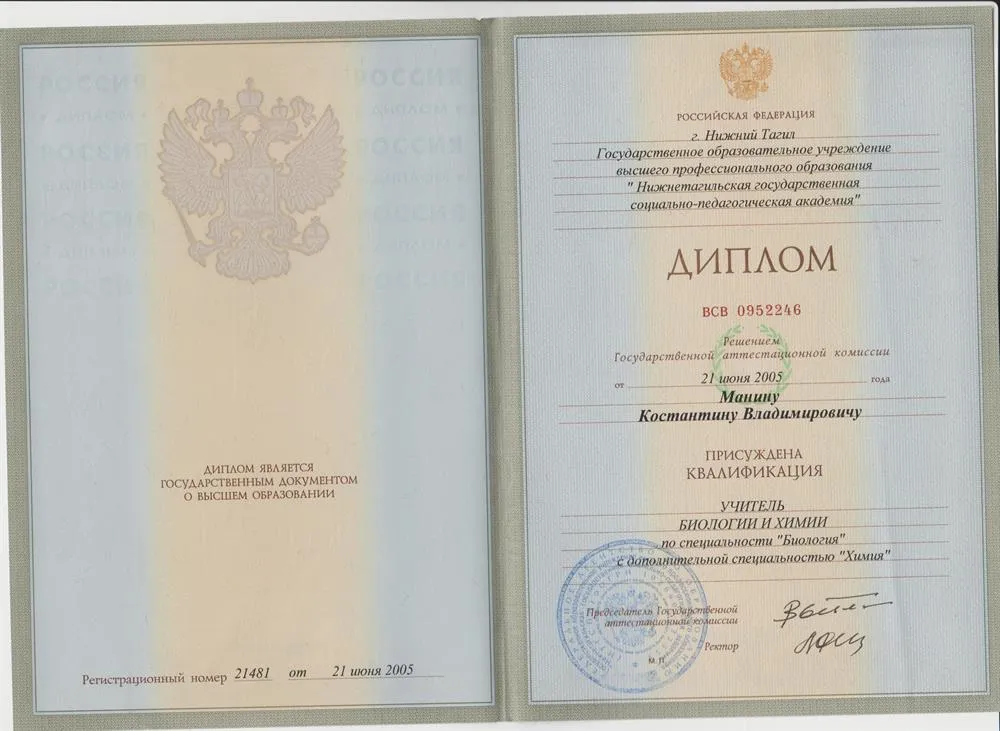 ДИПЛОМ ЯВЛЯЕТСЯ
ГОСУДАРСТВЕННЫМ ДОКУМЕНТОМ
О ВЫСШЕМ ОБРАЗОВАНИИ
Регистрационный номер 21481 от 21 июня 2005
РОССИЙСКАЯ ФЕДЕРАЦИЯ
г. Нижний Тагил
Государственное образовательное учреждение
высшего профессионального образования
" Нижнетагильская государственная
социально-педагогическая академия"
ДИПЛОМ
ВСВ 0952246
Решением
Государственной аттестационной комиссии
от 21 июня 2005 года
Манину
Костантину Владимировичу
ПРИСУЖДЕНА
КВАЛИФИКАЦИЯ
УЧИТЕЛЬ
БИОЛОГИИ И ХИМИИ
по специальности "Биология"
с дополнительной специальностью "Химия"
Председатель Государственной
аттестационной комиссии
Ректор
М.П.